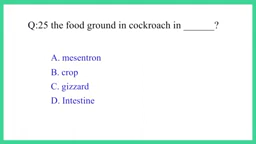 Q:25 the food ground in cockroach in ______?
A. mesentron
B. crop
C. gizzard
D. Intestine